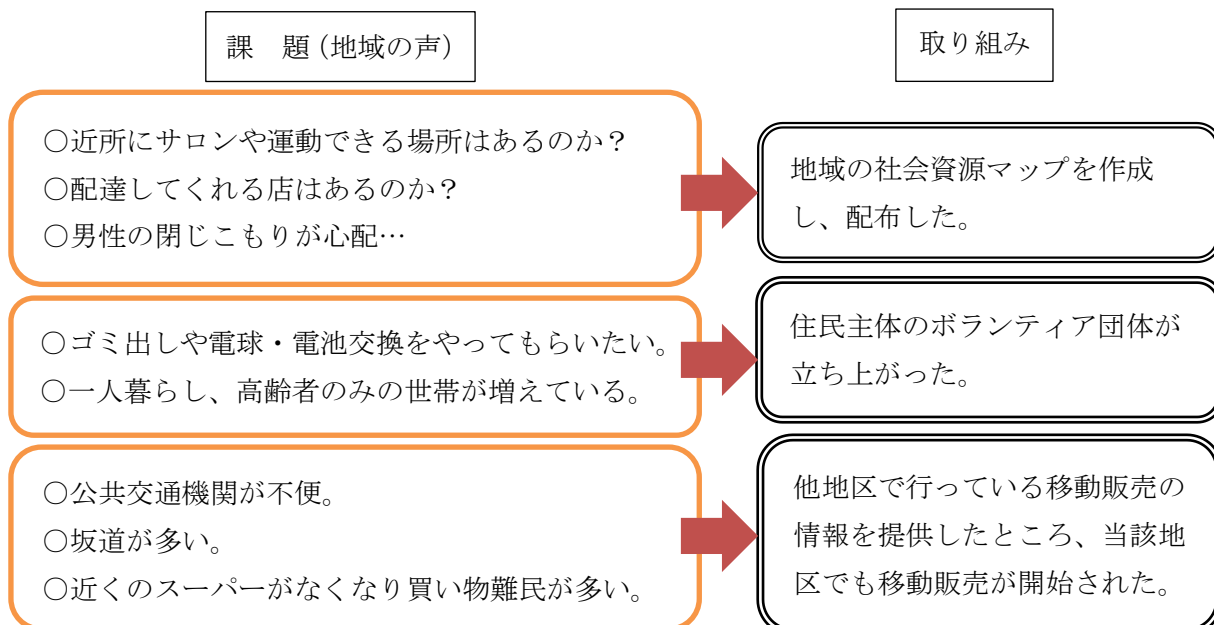 課　題(地域の声)
取り組み
〇近所にサロンや運動できる場所はあるのか？
〇配達してくれる店はあるのか？
〇男性の閉じこもりが心配…
地域の社会資源マップを作成
し、配布した。
〇ゴミ出しや電球・電池交換をやってもらいたい。
〇一人暮らし、高齢者のみの世帯が増えている。
住民主体のボランティア団体が
立ち上がった。
〇公共交通機関が不便。
〇坂道が多い。
〇近くのスーパーがなくなり買い物難民が多い。
他地区で行っている移動販売の
情報を提供したところ、当該地
区でも移動販売が開始された。